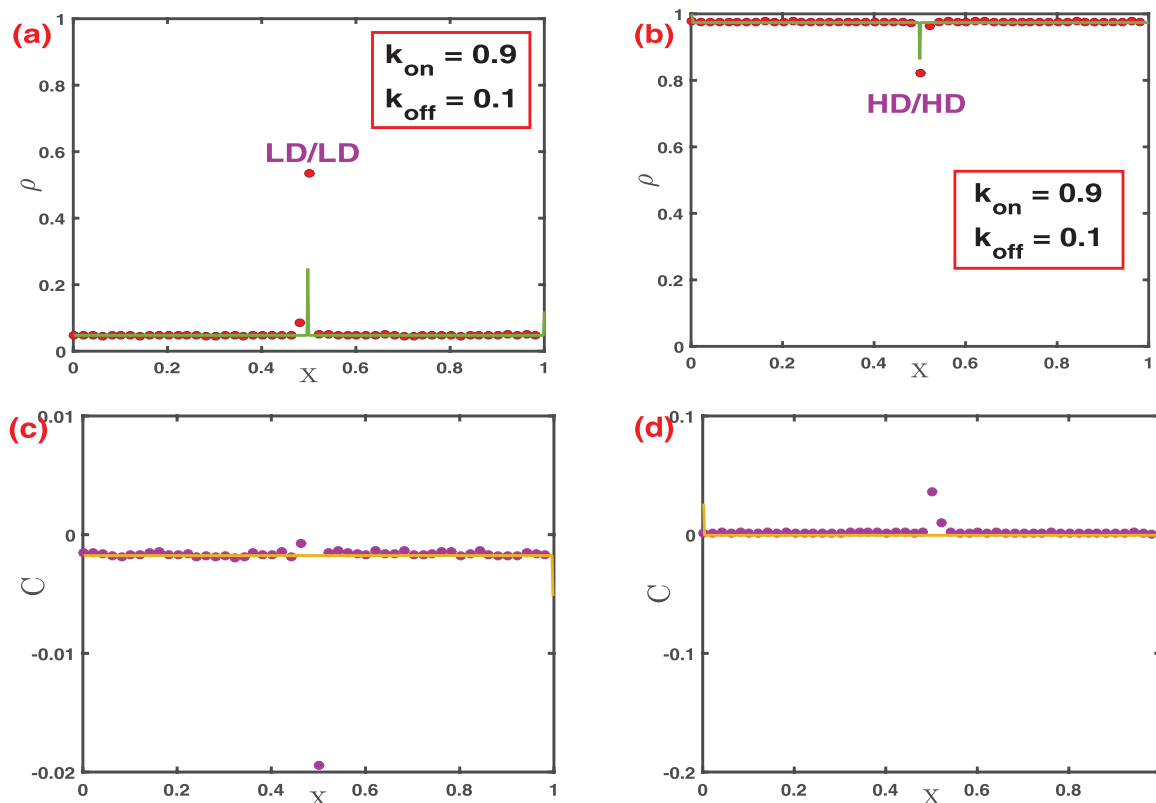 (a)
1
0.8
0.6
0.4
0.2
0
ρ
k_on = 0.9
k_off = 0.1
LD/LD
0 0.2 0.4 0.6 0.8 1
X
(b)
1
0.8
0.6
0.4
0.2
0
ρ
HD/HD
k_on = 0.9
k_off = 0.1
0 0.2 0.4 0.6 0.8 1
X
(c)
0.01
0
-0.01
-0.02
C
0 0.2 0.4 0.6 0.8 1
X
(d)
0.1
0
-0.1
-0.2
C
0 0.2 0.4 0.6 0.8
X